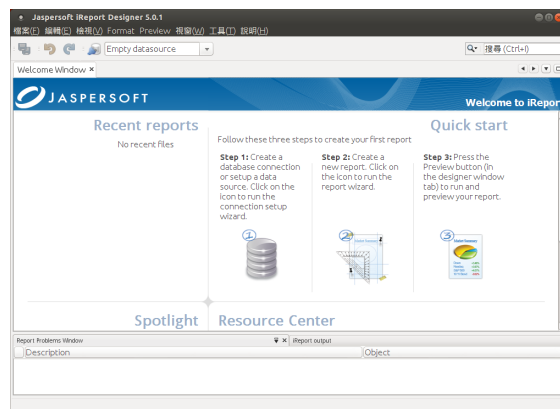 Jaspersoft iReport Designer 5.0.1
檔案(F) 編輯(E) 檢視(V) Format Preview 視窗(W) 工具(T) 說明(H)
Empty datasource
搜尋 (Ctrl+I)
Welcome Window
JASPERSOFT
Welcome to iRepor
Recent reports
No recent files
Quick start
Follow these three steps to create your first report
Step 1: Create a
database connection
or setup a data
source. Click on the
icon to run the
connection setup
wizard.
Step 2: Create a
new report. Click on
the icon to run the
report wizard.
Step 3: Press the
Preview button (in
the designer window
tab) to run and
preview your report.
1
2
3
Spotlight
Resource Center
Report Problems Window
iReport output
Description
Object